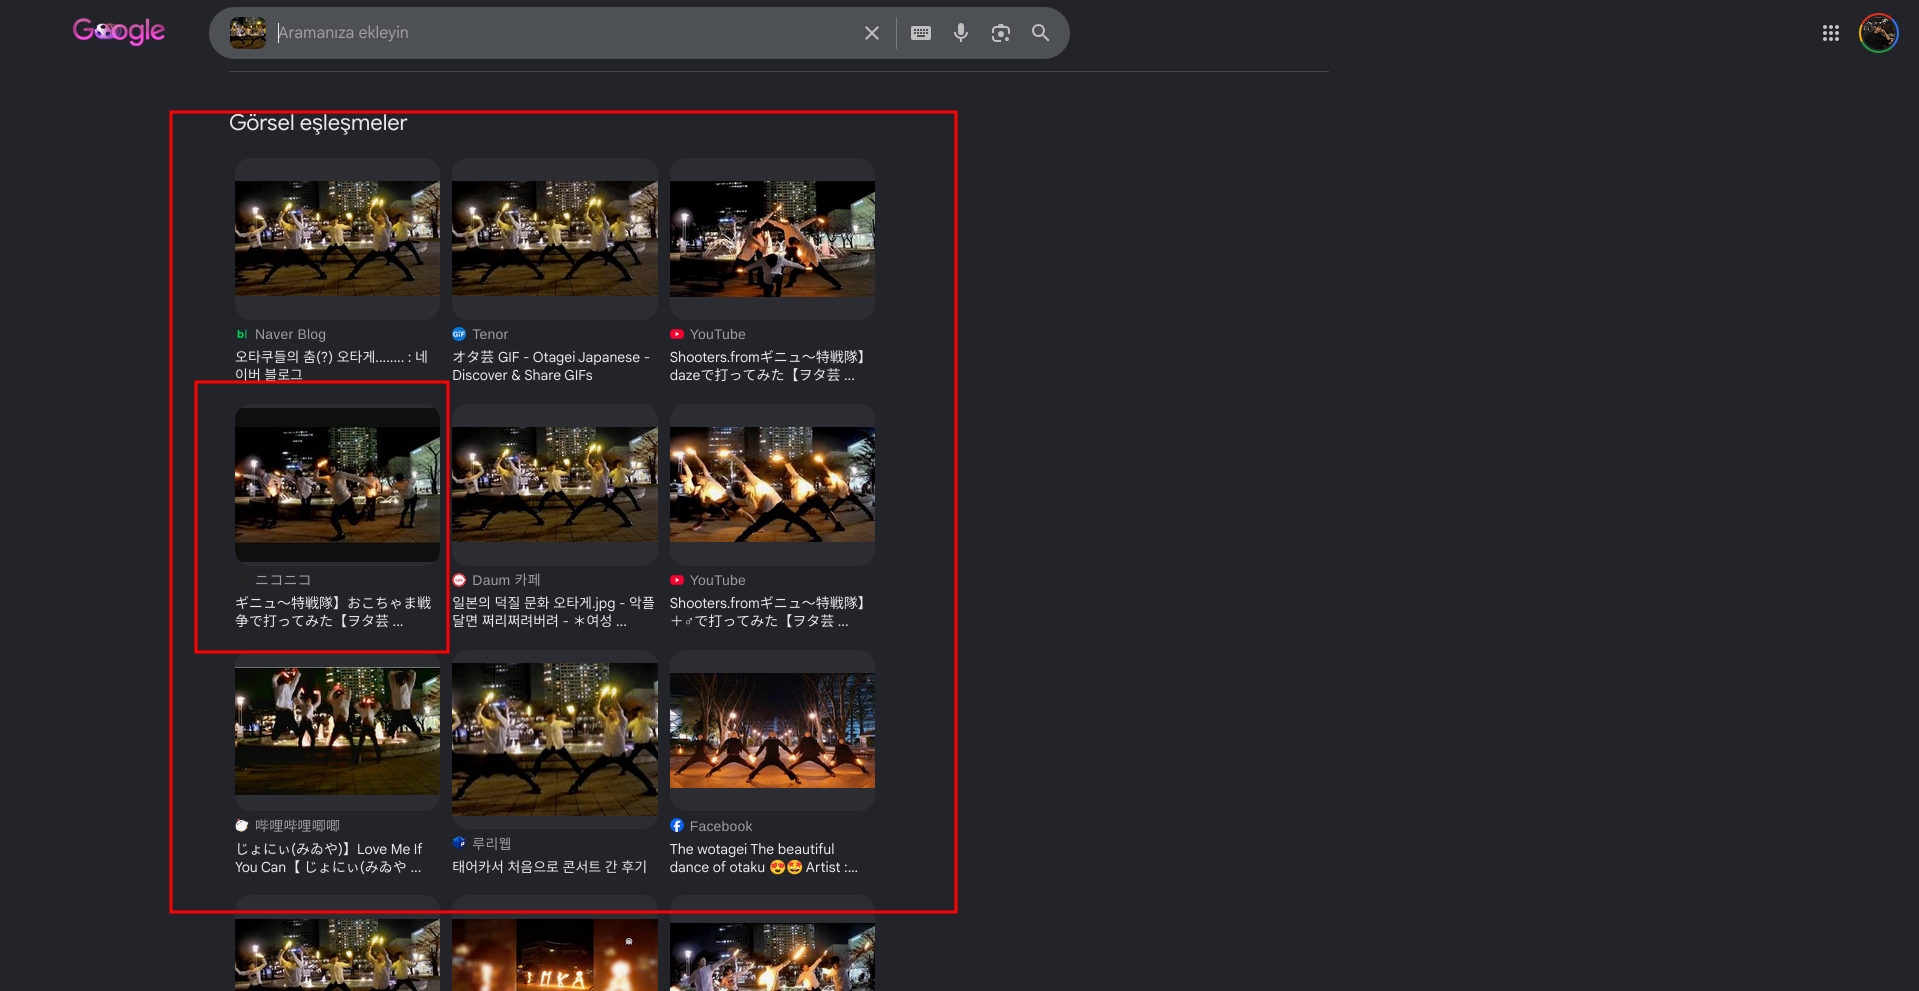 Google
Aramanıza ekleyin
Görsel eşleşmeler
Naver Blog
오타쿠들의 춤(?) 오타게........ : 네
이버 블로그
GIF
Tenor
オタ芸 GIF - Otagei Japanese -
Discover & Share GIFs
YouTube
Shooters.fromギニュ〜特戦隊】
dazeで打ってみた【ヲタ芸 ...
ニコニコ
ギニュ〜特戦隊】おこちゃま戦
争で打ってみた【ヲタ芸 ...
Daum 카페
일본의 덕질 문화 오타게.jpg - 악플
달면 쩌리쩌려버려 - ＊여성 ...
YouTube
Shooters.fromギニュ〜特戦隊】
＋♂で打ってみた【ヲタ芸 ...
哔哩哔哩唧唧
じょにぃ(みゐや)】Love Me If
You Can【 じょにぃ(みゐや ...
루리웹
태어카서 처음으로 콘서트 간 후기
Facebook
The wotagei The beautiful
dance of otaku 😍🤩 Artist :...